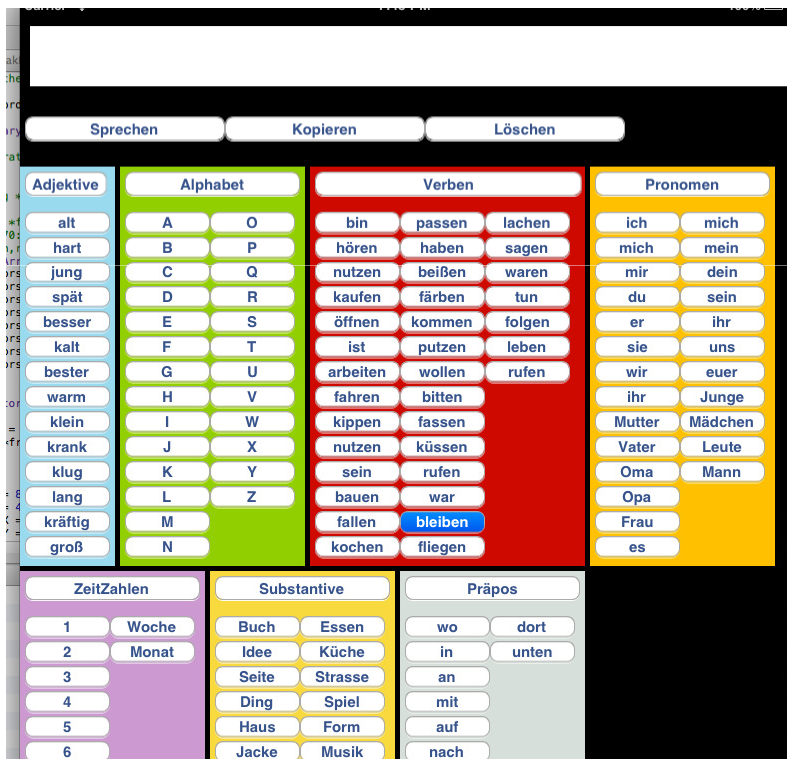 Sprechen Kopieren Löschen
Adjektive
alt
hart
jung
spät
besser
kalt
bester
warm
klein
krank
klug
lang
kräftig
groß
Alphabet
A O
B P
C Q
D R
E S
F T
G U
H V
I W
J X
K Y
L Z
M
N
Verben
bin passen lachen
hören haben sagen
nutzen beißen waren
kaufen färben tun
öffnen kommen folgen
ist putzen leben
arbeiten wollen rufen
fahren bitten
kippen fassen
nutzen küssen
sein rufen
bauen war
fallen bleiben
kochen fliegen
Pronomen
ich mich
mich mein
mir dein
du sein
er ihr
sie uns
wir euer
ihr Junge
Mutter Mädchen
Vater Leute
Oma Mann
Opa
Frau
es
ZeitZahlen
1 Woche
2 Monat
3
4
5
6
Substantive
Buch Essen
Idee Küche
Seite Strasse
Ding Spiel
Haus Form
Jacke Musik
Präpos
wo dort
in unten
an
mit
auf
nach